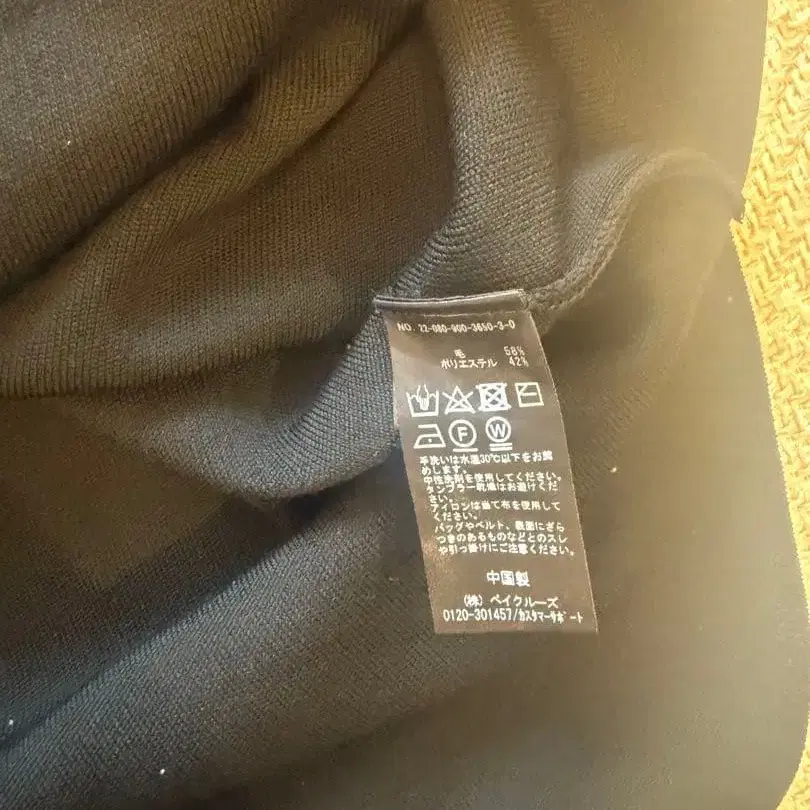 NO. 22-080-900-3650-3-0
毛 58%
ポリエステル 42%
F W
手洗いは水温30℃以下をお薦
めします。
中性洗剤を使用してください。
タンブラー乾燥はお避けくだ
さい。
アイロンは当て布を使用して
ください。
バッグやベルト、表面にざら
つきのあるものなどとのスレ
や引っ掛けにご注意ください。
中国製
(株) ベイクルーズ
0120-301457/ｶｽﾀﾏｰｻﾎﾟｰﾄ